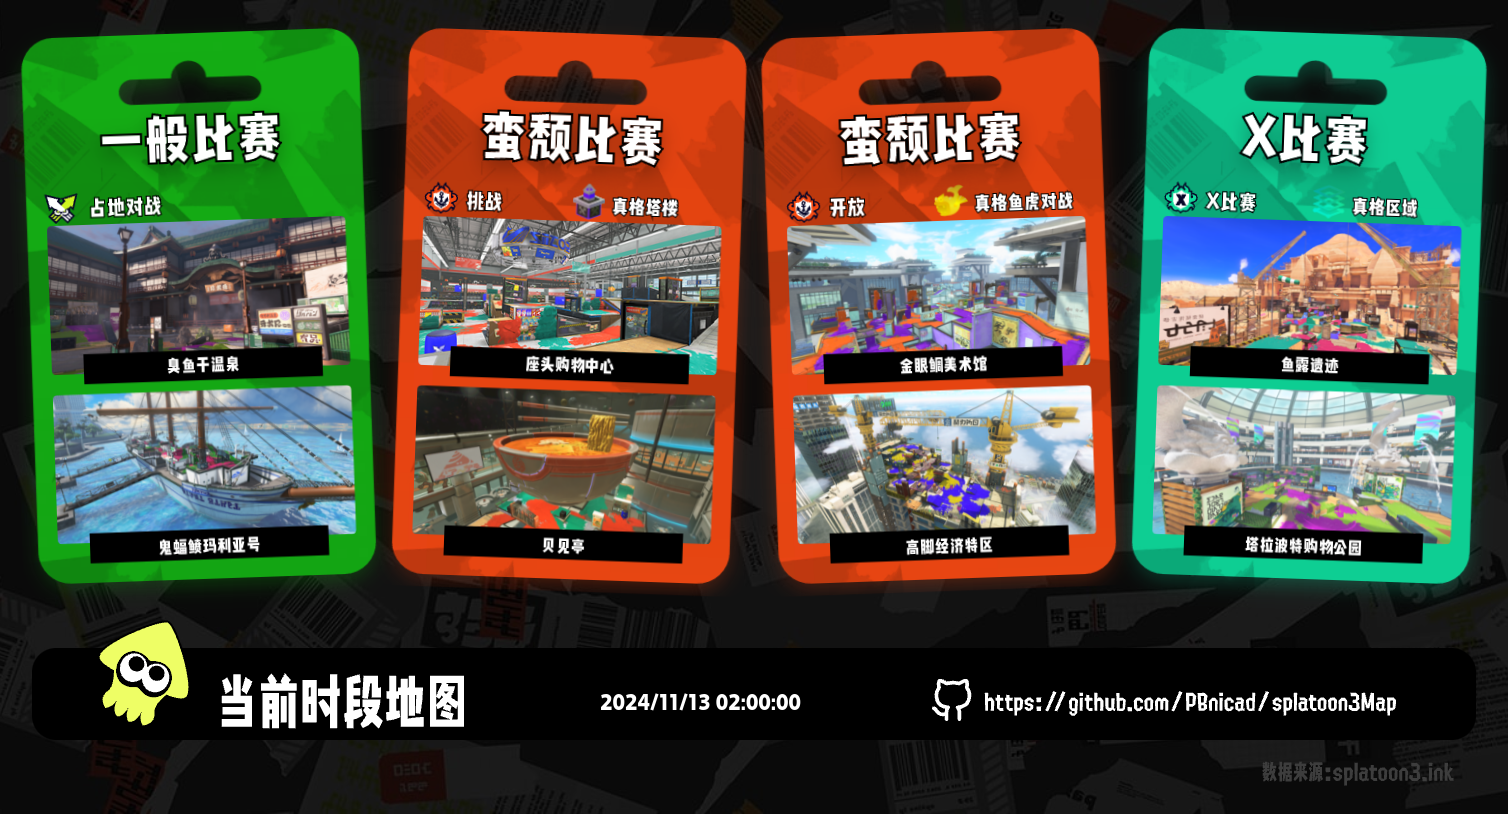 一般比赛
占地对战
臭鱼干温泉
鬼蝠鲼玛利亚号
蛮颓比赛
挑战
真格塔楼
座头购物中心
贝见亭
蛮颓比赛
开放
真格鱼虎对战
金眼鲷美术馆
高脚经济特区
X比赛
X比赛
真格区域
鱼露遗迹
塔拉波特购物公园
当前时段地图
2024/11/13 02:00:00
https://github.com/PBnicad/splatoon3Map
数据来源:splatoon3.ink